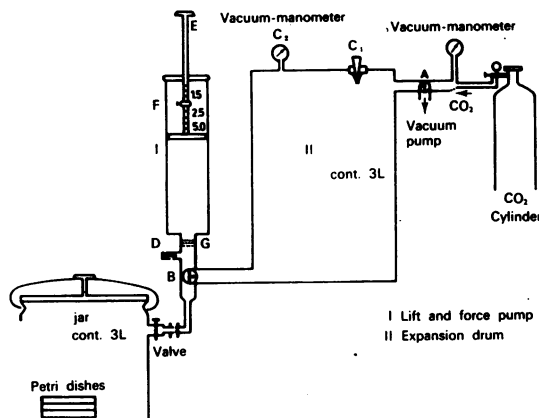 Vacuum-manometer
Vacuum-manometer
E
C₂
C₁
F
1.5
2.5
5.0
A
CO₂
Vacuum
pump
I
II
cont. 3L
CO₂
Cylinder
D
G
B
jar
cont. 3L
Valve
I Lift and force pump
II Expansion drum
Petri dishes